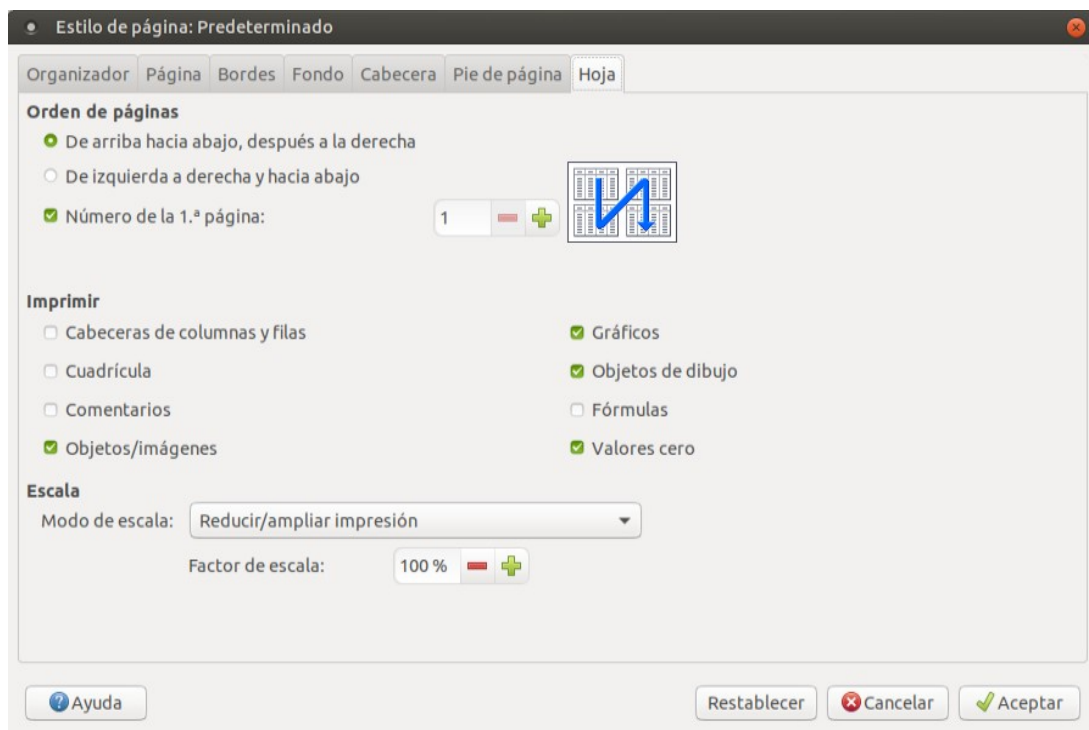 Estilo de página: Predeterminado
Organizador Página Bordes Fondo Cabecera Pie de página Hoja
Orden de páginas
De arriba hacia abajo, después a la derecha
De izquierda a derecha y hacia abajo
Número de la 1.ª página: 1
Imprimir
Cabeceras de columnas y filas Gráficos
Cuadrícula Objetos de dibujo
Comentarios Fórmulas
Objetos/imágenes Valores cero
Escala
Modo de escala: Reducir/ampliar impresión
Factor de escala: 100 %
Ayuda Restablecer Cancelar Aceptar